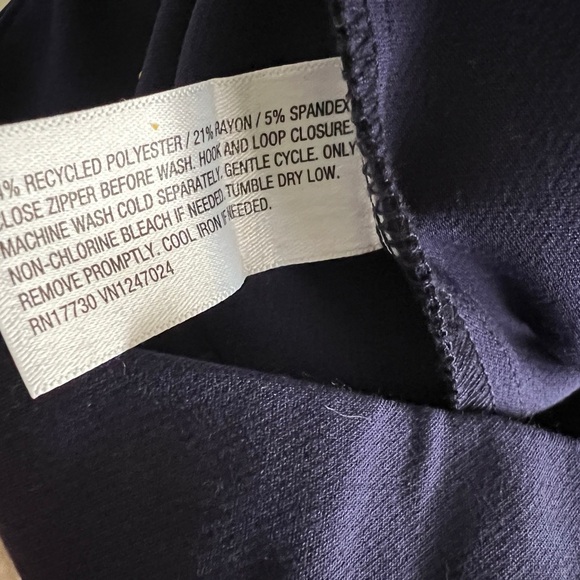 % RECYCLED POLYESTER / 21% RAYON / 5% SPANDEX
CLOSE ZIPPER BEFORE WASH. HOOK AND LOOP CLOSURE.
MACHINE WASH COLD SEPARATELY. GENTLE CYCLE. ONLY
NON-CHLORINE BLEACH IF NEEDED. TUMBLE DRY LOW.
REMOVE PROMPTLY. COOL IRON IF NEEDED.
RN17730 VN1247024